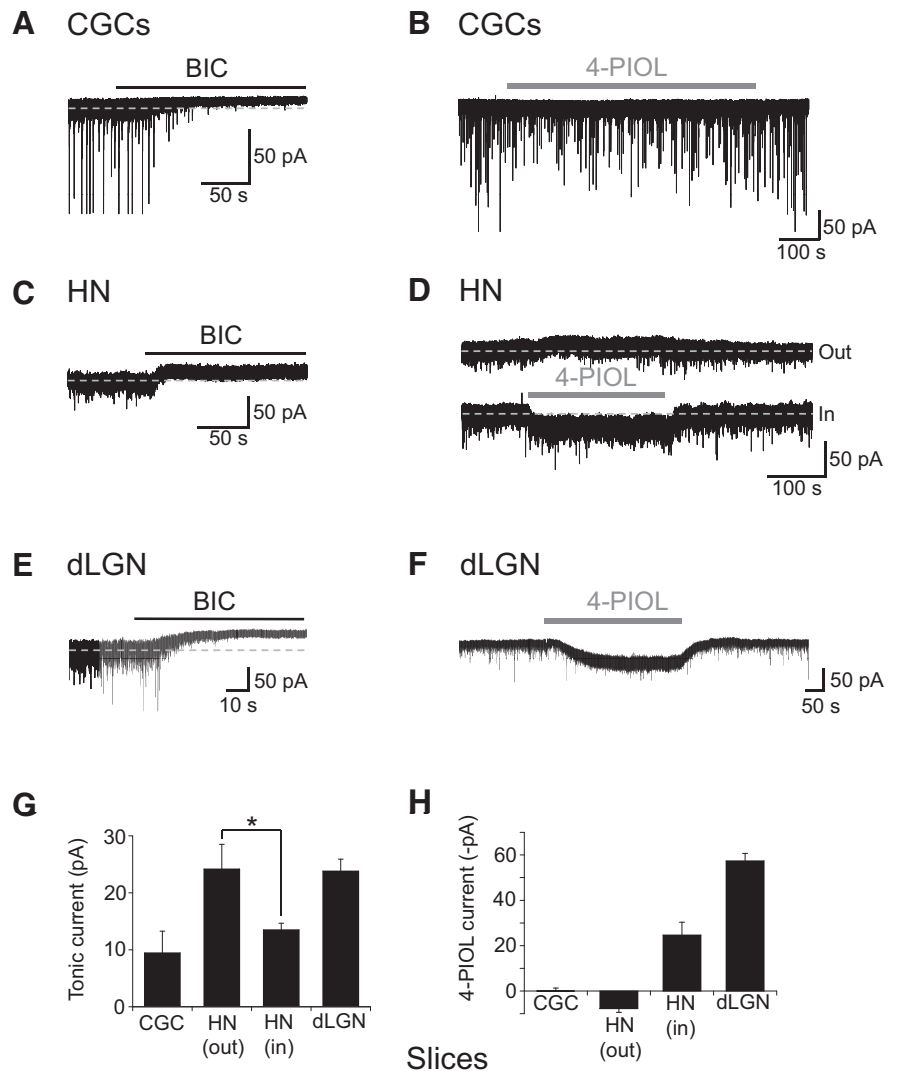 A CGCs
BIC
50 pA
50 s
B CGCs
4-PIOL
50 pA
100 s
C HN
BIC
50 pA
50 s
D HN
Out
4-PIOL
In
50 pA
100 s
E dLGN
BIC
50 pA
10 s
F dLGN
4-PIOL
50 pA
50 s
G
Tonic current (pA)
30
20
10
0
*
CGC HN (out) HN (in) dLGN
H
4-PIOL current (-pA)
60
40
20
0
CGC HN (out) HN (in) dLGN
Slices